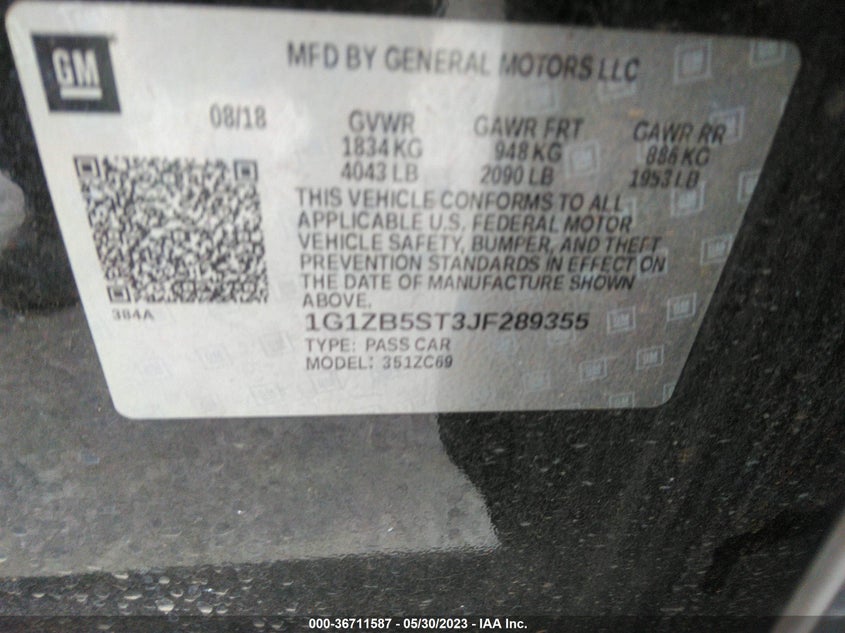 GM
MFD BY GENERAL MOTORS LLC
08/18 GVWR GAWR FRT GAWR RR
1834 KG 948 KG 886 KG
4043 LB 2090 LB 1953 LB
THIS VEHICLE CONFORMS TO ALL
APPLICABLE U.S. FEDERAL MOTOR
VEHICLE SAFETY, BUMPER, AND THEFT
PREVENTION STANDARDS IN EFFECT ON
THE DATE OF MANUFACTURE SHOWN
ABOVE.
384A
1G1ZB5ST3JF289355
TYPE: PASS CAR
MODEL: 351ZC69
000-36711587 - 05/30/2023 - IAA Inc.